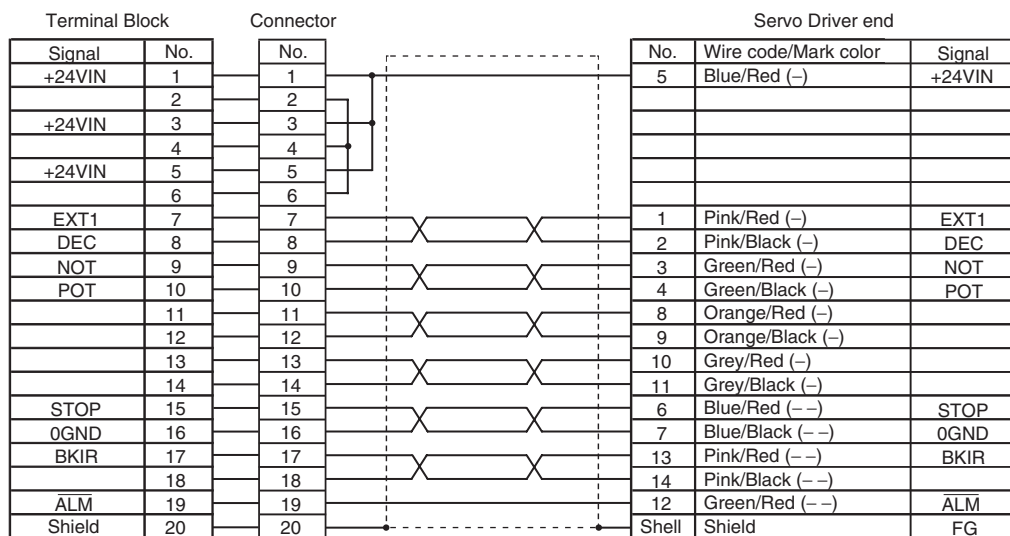 Terminal Block Connector Servo Driver end
Signal No. No. No. Wire code/Mark color Signal
+24VIN 1 1 5 Blue/Red (–) +24VIN
2 2
+24VIN 3 3
4 4
+24VIN 5 5
6 6
EXT1 7 7 1 Pink/Red (–) EXT1
DEC 8 8 2 Pink/Black (–) DEC
NOT 9 9 3 Green/Red (–) NOT
POT 10 10 4 Green/Black (–) POT
11 11 8 Orange/Red (–)
12 12 9 Orange/Black (–)
13 13 10 Grey/Red (–)
14 14 11 Grey/Black (–)
STOP 15 15 6 Blue/Red (– –) STOP
0GND 16 16 7 Blue/Black (– –) 0GND
BKIR 17 17 13 Pink/Red (– –) BKIR
18 18 14 Pink/Black (– –)
ALM 19 19 12 Green/Red (– –) ALM
Shield 20 20 Shell Shield FG